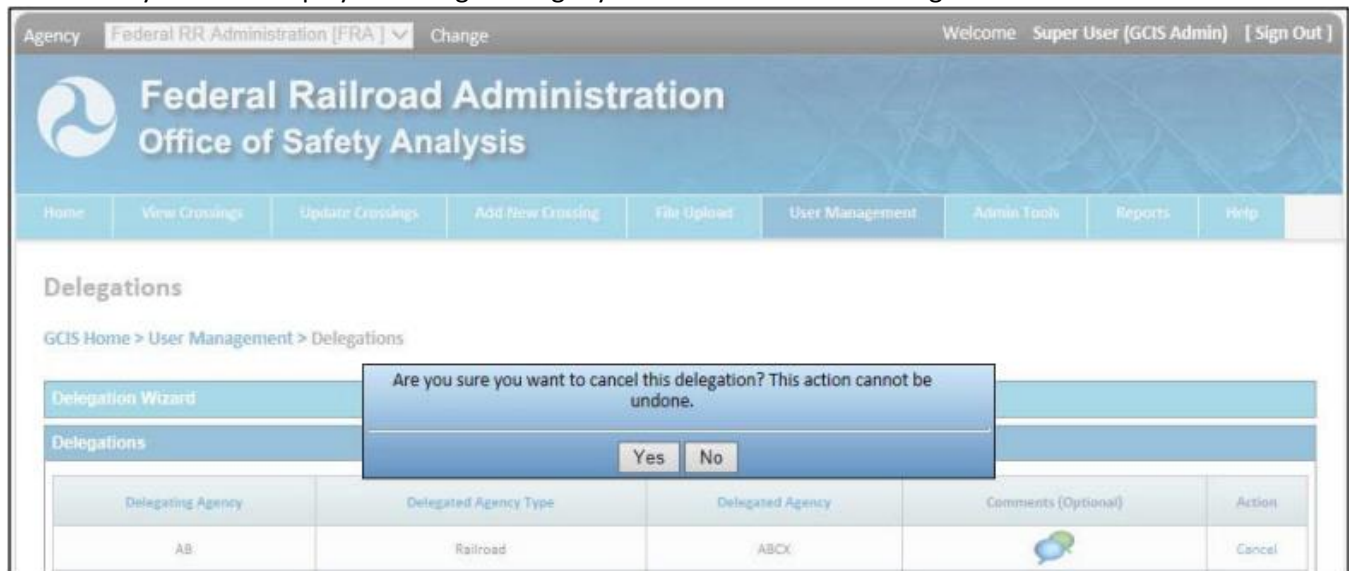 Agency Federal RR Administration [FRA ] Change Welcome Super User (GCIS Admin) [ Sign Out ]
Federal Railroad Administration
Office of Safety Analysis
Home View Crossings Update Crossings Add New Crossing File Upload User Management Admin Tools Reports Help
Delegations
GCIS Home > User Management > Delegations
Are you sure you want to cancel this delegation? This action cannot be
undone.
Delegation Wizard
Delegations
Yes No
Delegating Agency Delegated Agency Type Delegated Agency Comments (Optional) Action
AB Railroad ABCX Cancel